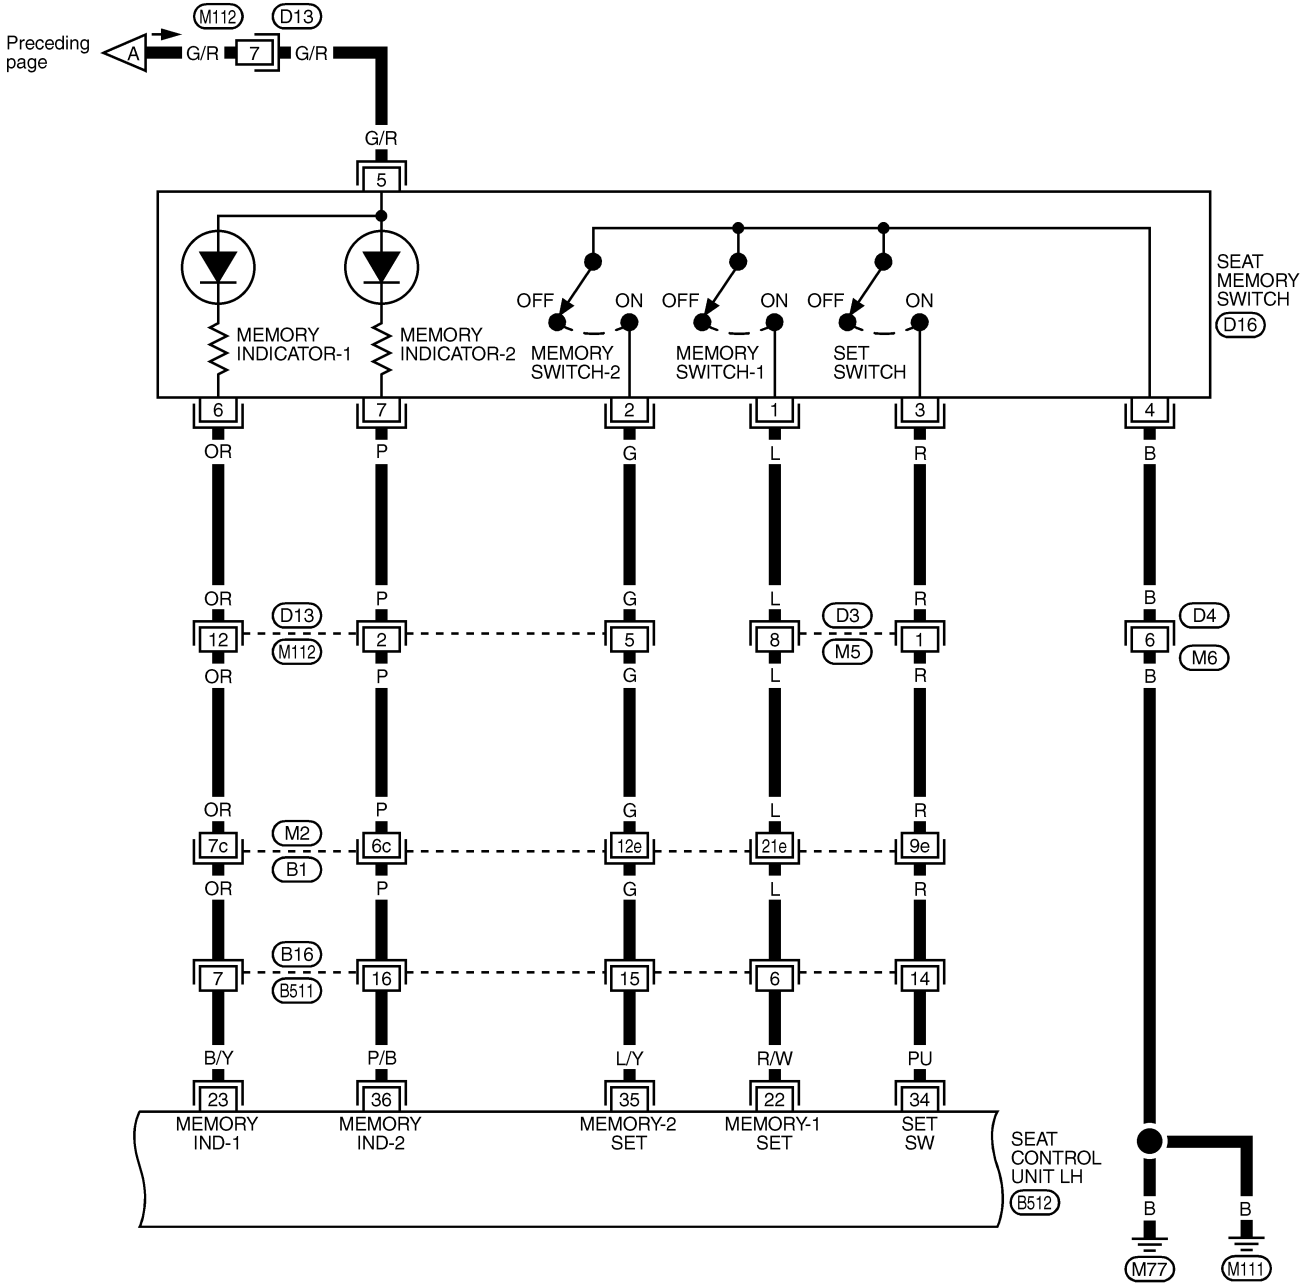 M112 D13
Preceding
page
A G/R 7 G/R
G/R
5
SEAT
MEMORY
SWITCH
D16
OFF ON OFF ON OFF ON
MEMORY
INDICATOR-1
MEMORY
INDICATOR-2
MEMORY
SWITCH-2
MEMORY
SWITCH-1
SET
SWITCH
6 7 2 1 3 4
OR P G L R B
OR P G L R B
D13 D3 D4
12 2 5 8 1 6
M112 M5 M6
OR P G L R B
OR P G L R
M2
7c 6c 12e 21e 9e
B1
OR P G L R
B16
7 16 15 6 14
B511
B/Y P/B L/Y R/W PU
23 36 35 22 34
MEMORY
IND-1
MEMORY
IND-2
MEMORY-2
SET
MEMORY-1
SET
SET
SW
SEAT
CONTROL
UNIT LH
B512
B B
M77 M111